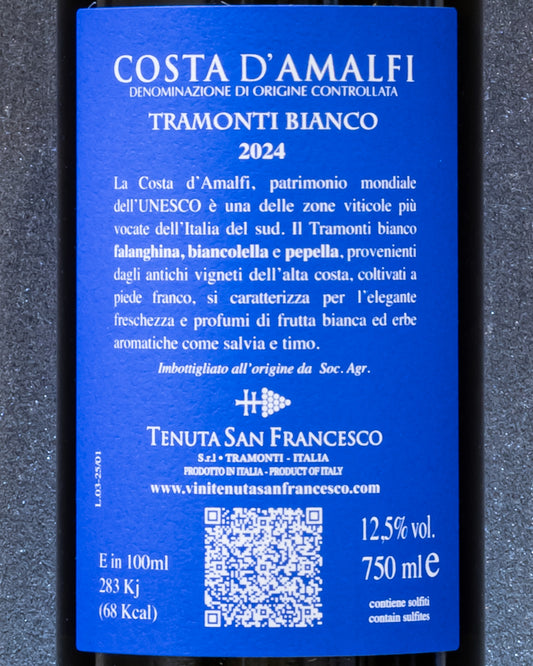 COSTA D'AMALFI
DENOMINAZIONE DI ORIGINE CONTROLLATA
TRAMONTI BIANCO
2024
La Costa d'Amalfi, patrimonio mondiale
dell'UNESCO è una delle zone viticole più
vocate dell'Italia del sud. Il Tramonti bianco
falanghina, biancolella e pepella, provenienti
dagli antichi vigneti dell'alta costa, coltivati a
piede franco, si caratterizza per l'elegante
freschezza e profumi di frutta bianca ed erbe
aromatiche come salvia e timo.
Imbottigliato all'origine da Soc. Agr.
TENUTA SAN FRANCESCO
S.r.l • TRAMONTI - ITALIA
PRODOTTO IN ITALIA - PRODUCT OF ITALY
www.vinitenutasanfrancesco.com
L.03-25/01
E in 100ml
283 Kj
(68 Kcal)
12,5% vol.
750 ml e
contiene solfiti
contain sulfites